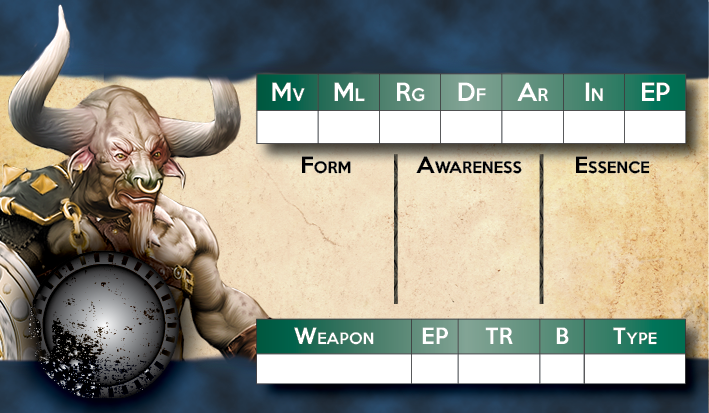 Mv Ml Rg Df Ar In EP
Form Awareness Essence
Weapon EP TR B Type